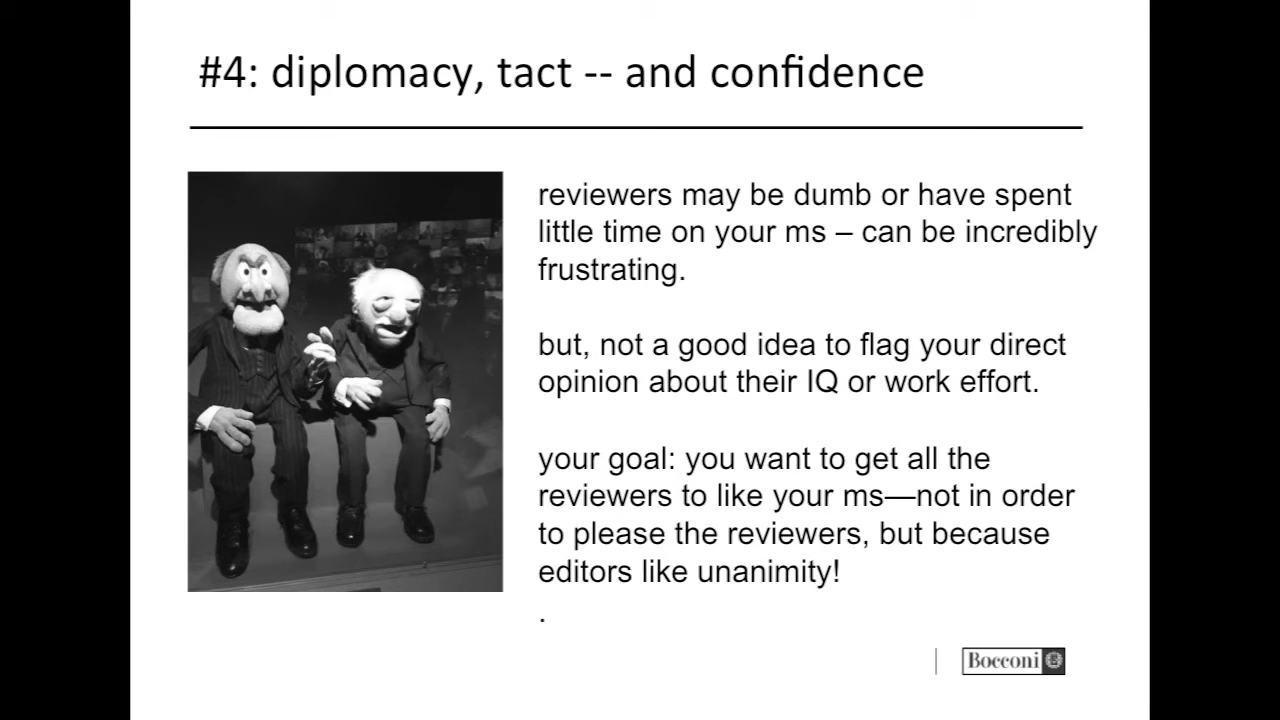 #4: diplomacy, tact -- and confidence
reviewers may be dumb or have spent
little time on your ms – can be incredibly
frustrating.
but, not a good idea to flag your direct
opinion about their IQ or work effort.
your goal: you want to get all the
reviewers to like your ms—not in order
to please the reviewers, but because
editors like unanimity!
.
Bocconi